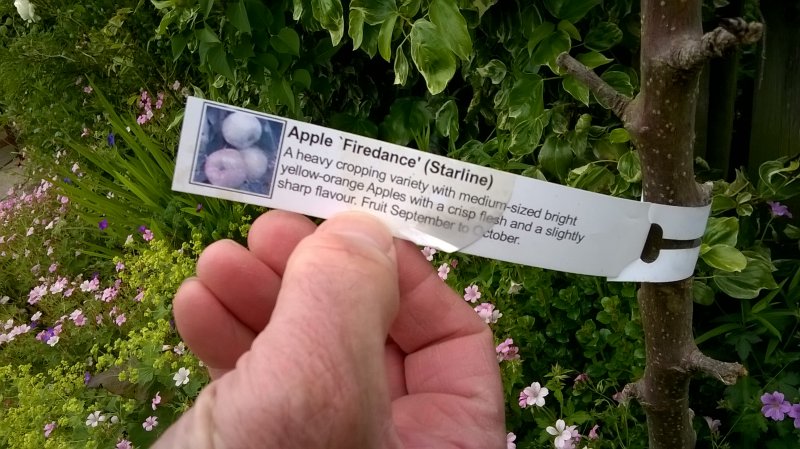 Apple `Firedance' (Starline)
A heavy cropping variety with medium-sized bright
yellow-orange Apples with a crisp flesh and a slightly
sharp flavour. Fruit September to October.